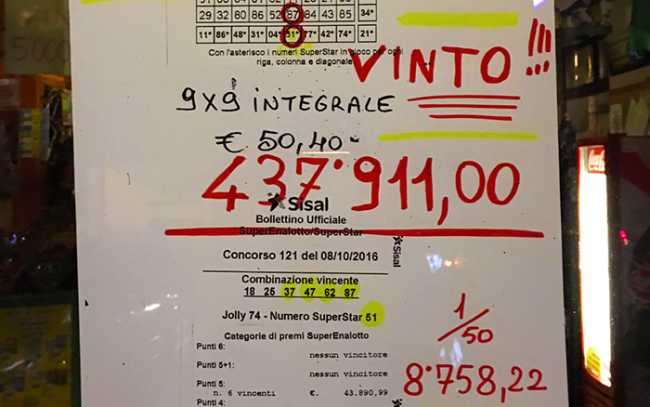 29 32 80 86 52 87 84 43 85 34*
11* 86* 48* 31* 04* 51* 77* 42* 74* 21*
Con l'asterisco i numeri SuperStar in gioco per ogni
riga, colonna e diagonale
VINTO!!!
9x9 INTEGRALE
€ 50,40-
437.911,00
Sisal
Bollettino Ufficiale
SuperEnalotto/SuperStar
Sisal
Concorso 121 del 08/10/2016
Combinazione vincente
18 25 37 47 62 87
Jolly 74 - Numero SuperStar 51
Categorie di premi SuperEnalotto
Punti 6:
nessun vincitore
Punti 5+1:
nessun vincitore
Punti 5:
n. 6 vincenti €. 43.890,99
Punti 4:
1/50
8.758,22